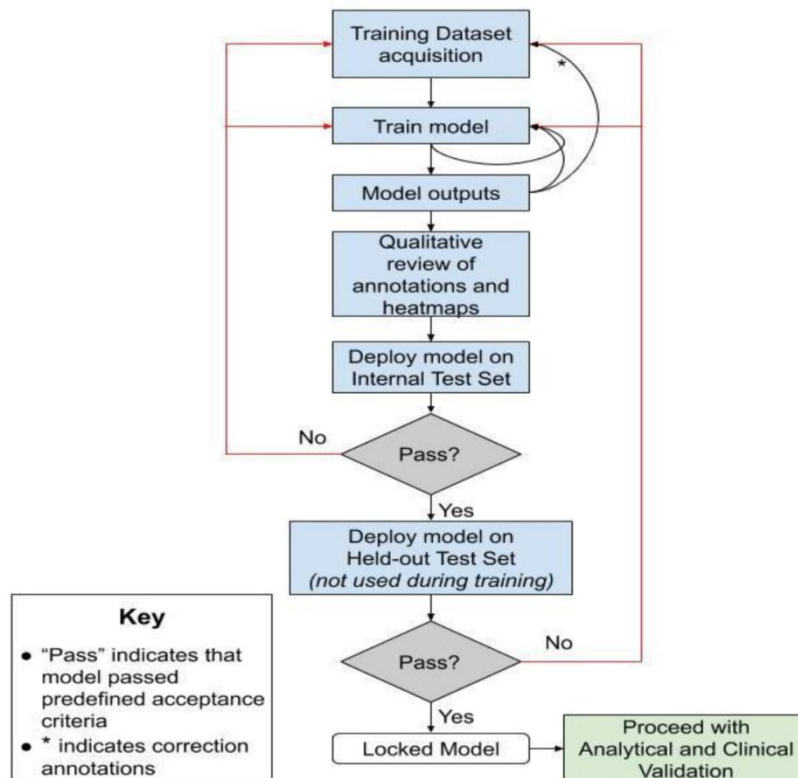 Training Dataset
acquisition
*
Train model
Model outputs
Qualitative
review of
annotations and
heatmaps
Deploy model on
Internal Test Set
No
Pass?
Yes
Deploy model on
Held-out Test Set
(not used during training)
No
Pass?
Yes
Locked Model
Proceed with
Analytical and Clinical
Validation
Key
● “Pass” indicates that
model passed
predefined acceptance
criteria
● * indicates correction
annotations